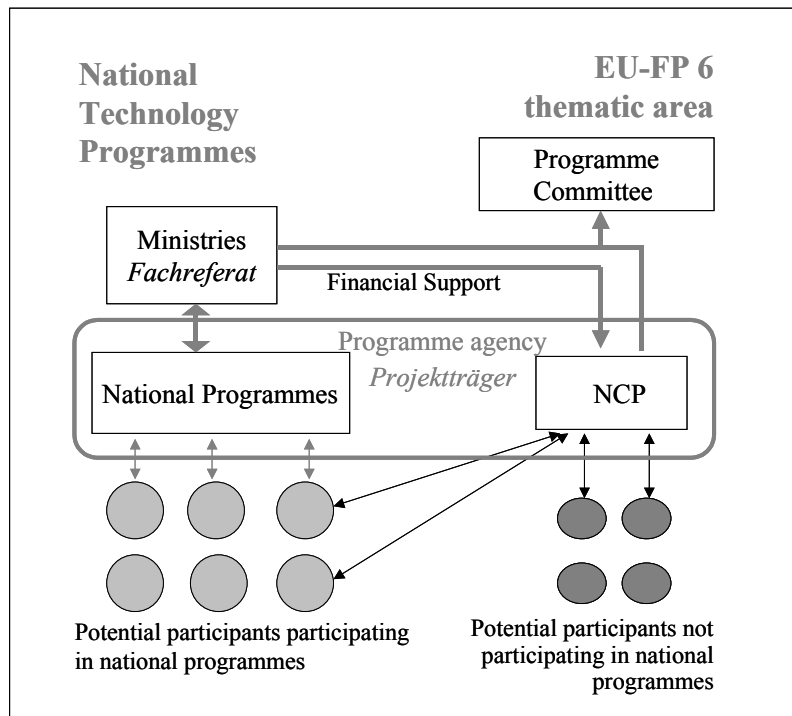 National
Technology
Programmes
EU-FP 6
thematic area
Programme
Committee
Ministries
Fachreferat
Financial Support
Programme agency
Projektträger
National Programmes
NCP
Potential participants participating
in national programmes
Potential participants not
participating in national
programmes